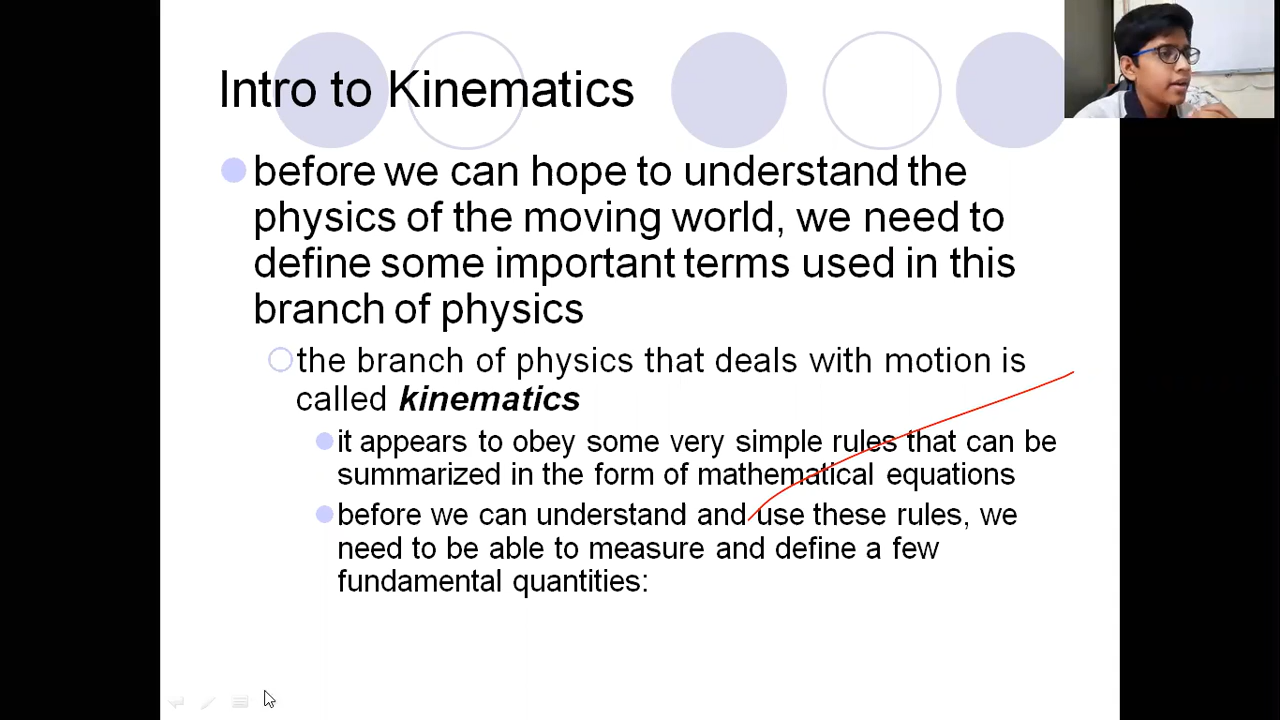 Intro to Kinematics
before we can hope to understand the
physics of the moving world, we need to
define some important terms used in this
branch of physics
the branch of physics that deals with motion is
called kinematics
it appears to obey some very simple rules that can be
summarized in the form of mathematical equations
before we can understand and use these rules, we
need to be able to measure and define a few
fundamental quantities: